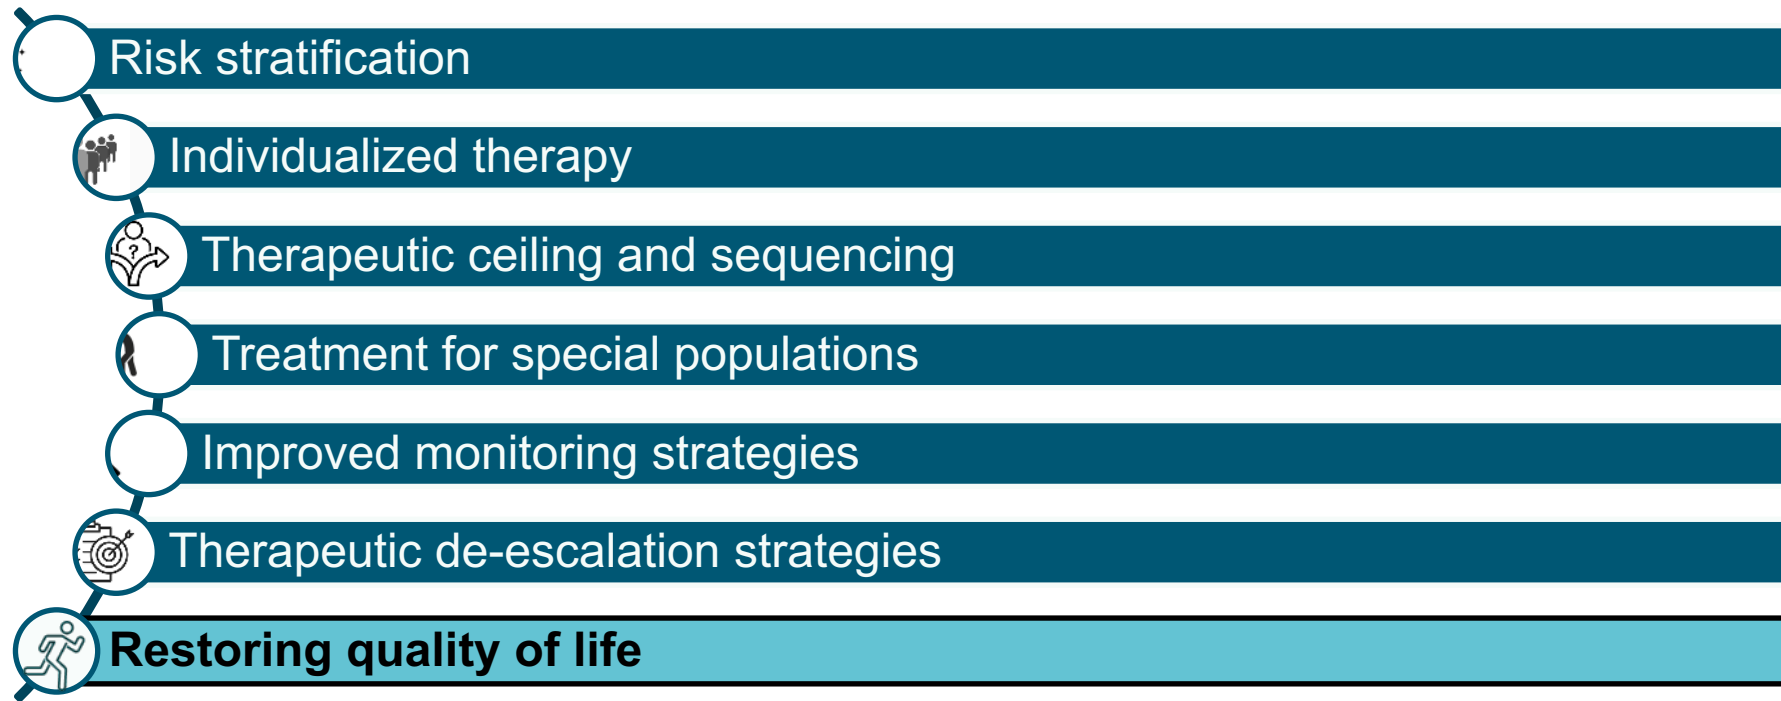 Risk stratification
Individualized therapy
?
Therapeutic ceiling and sequencing
Treatment for special populations
Improved monitoring strategies
Therapeutic de-escalation strategies
Restoring quality of life